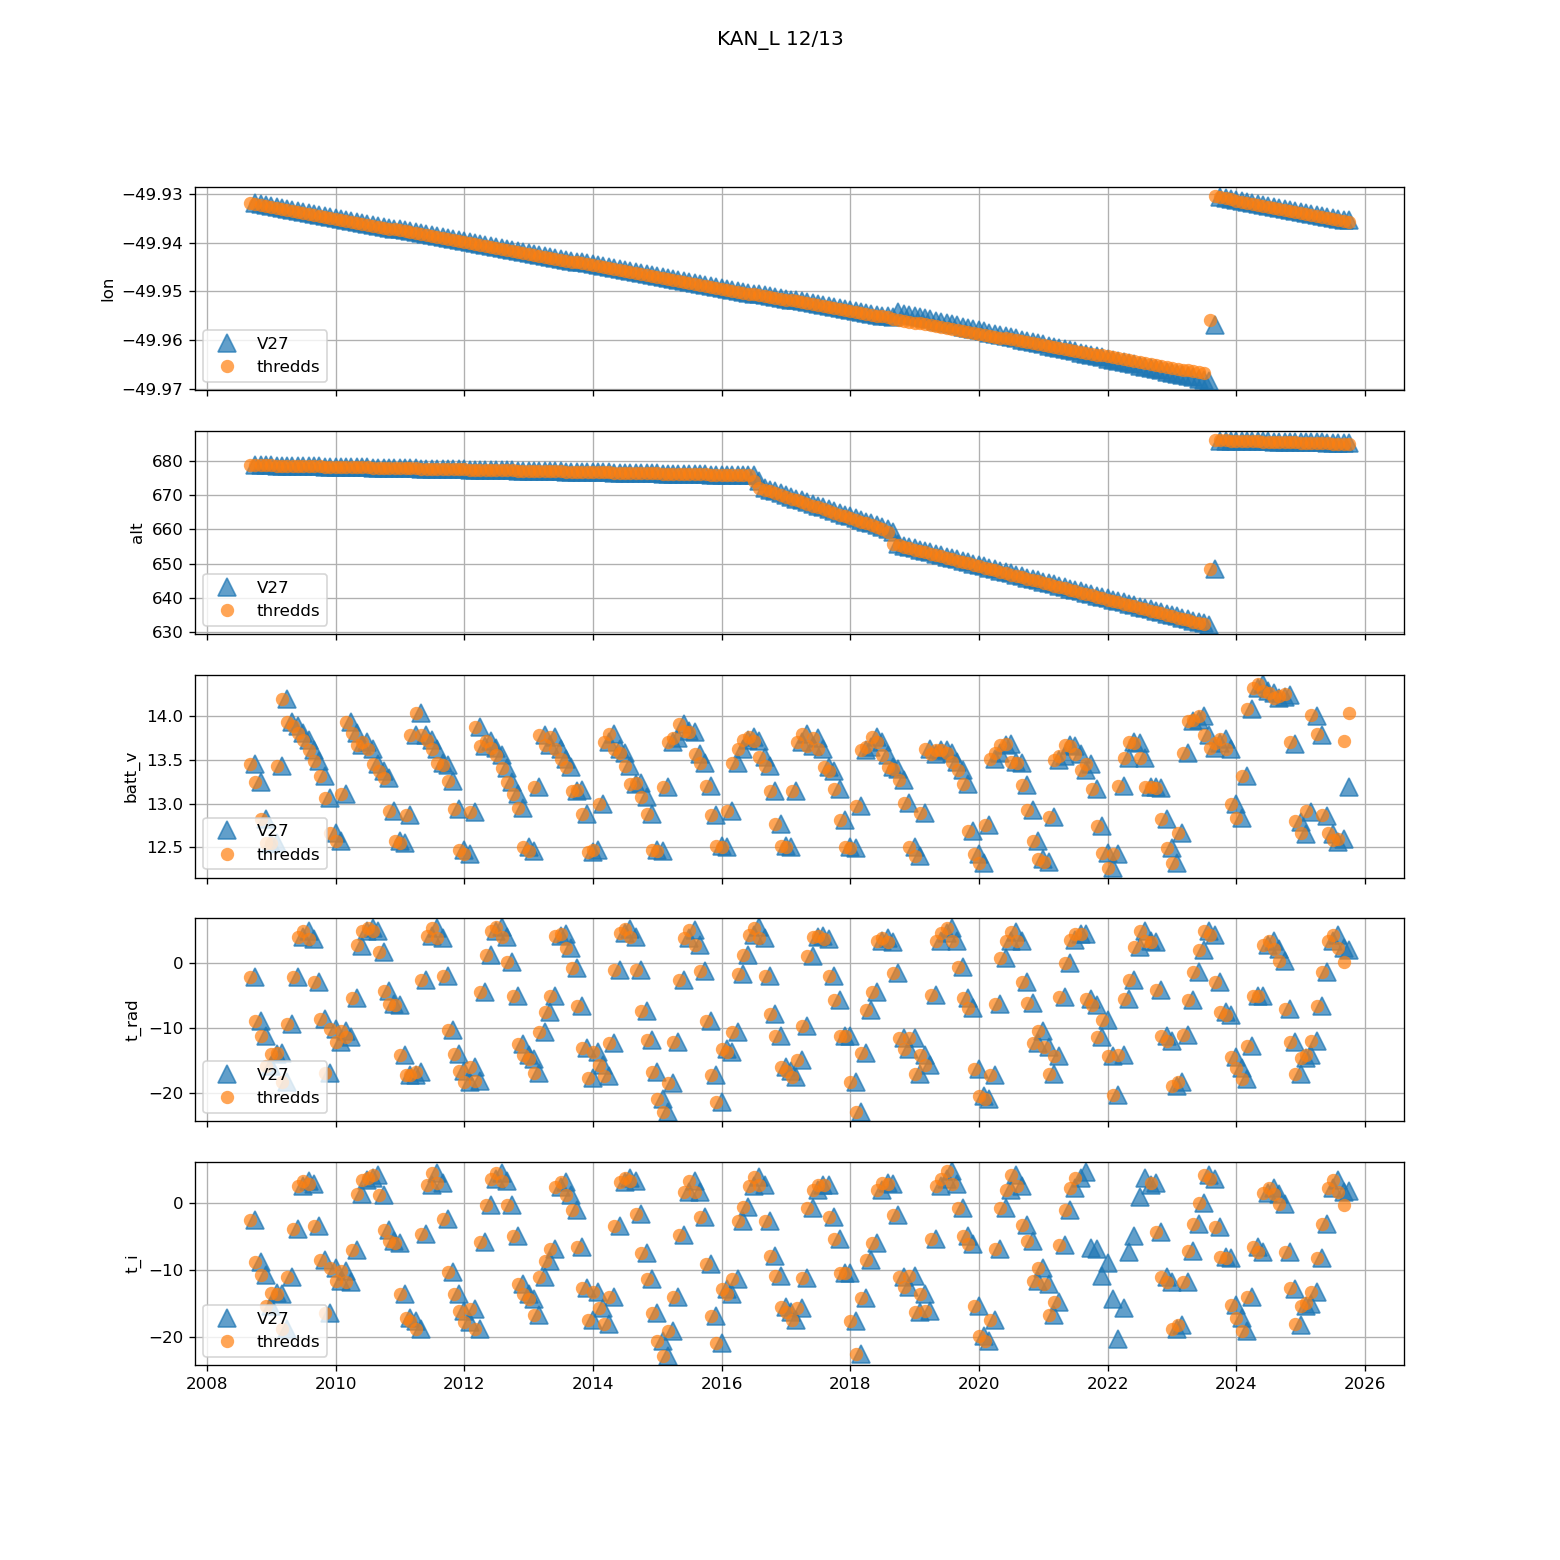 KAN_L 12/13
−49.93
−49.94
−49.95
−49.96
−49.97
lon
V27
thredds
680
670
660
650
640
630
alt
V27
thredds
14.0
13.5
13.0
12.5
batt_v
V27
thredds
0
−10
−20
t_rad
V27
thredds
0
−10
−20
t_i
V27
thredds
2008 2010 2012 2014 2016 2018 2020 2022 2024 2026